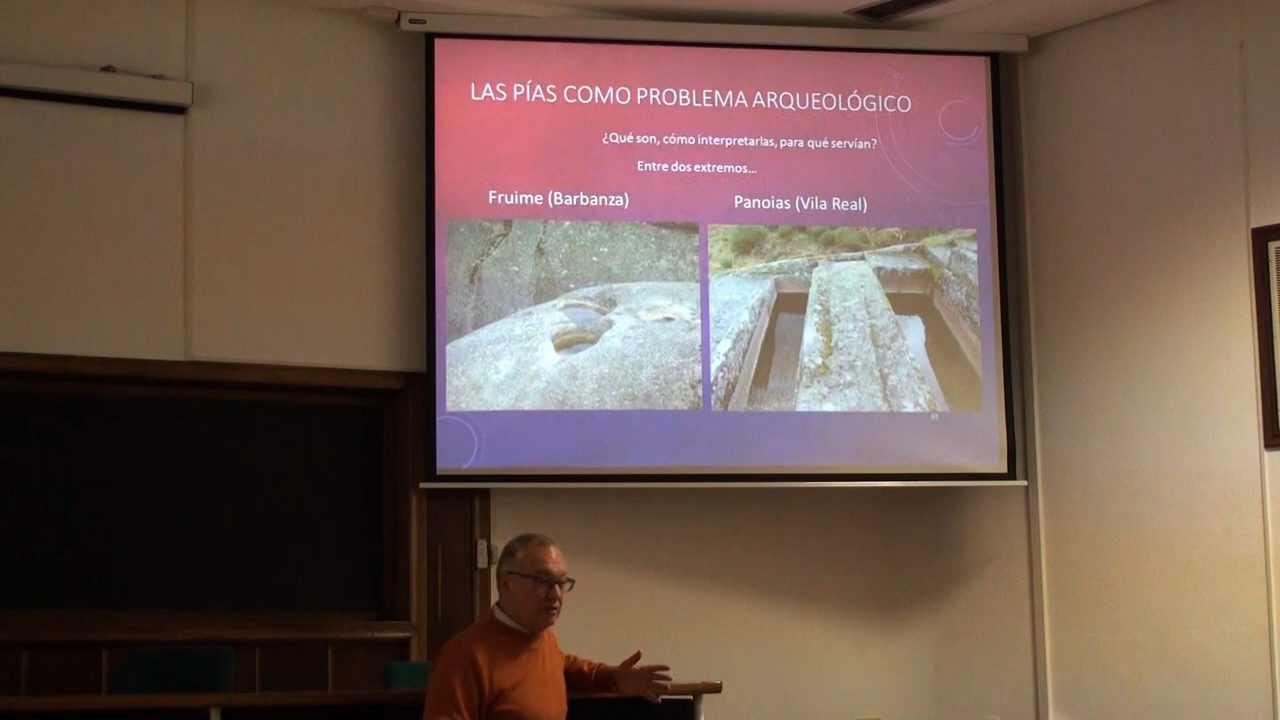 LAS PÍAS COMO PROBLEMA ARQUEOLÓGICO
¿Qué son, cómo interpretarlas, para qué servían?
Entre dos extremos...
Fruime (Barbanza)
Panoias (Vila Real)